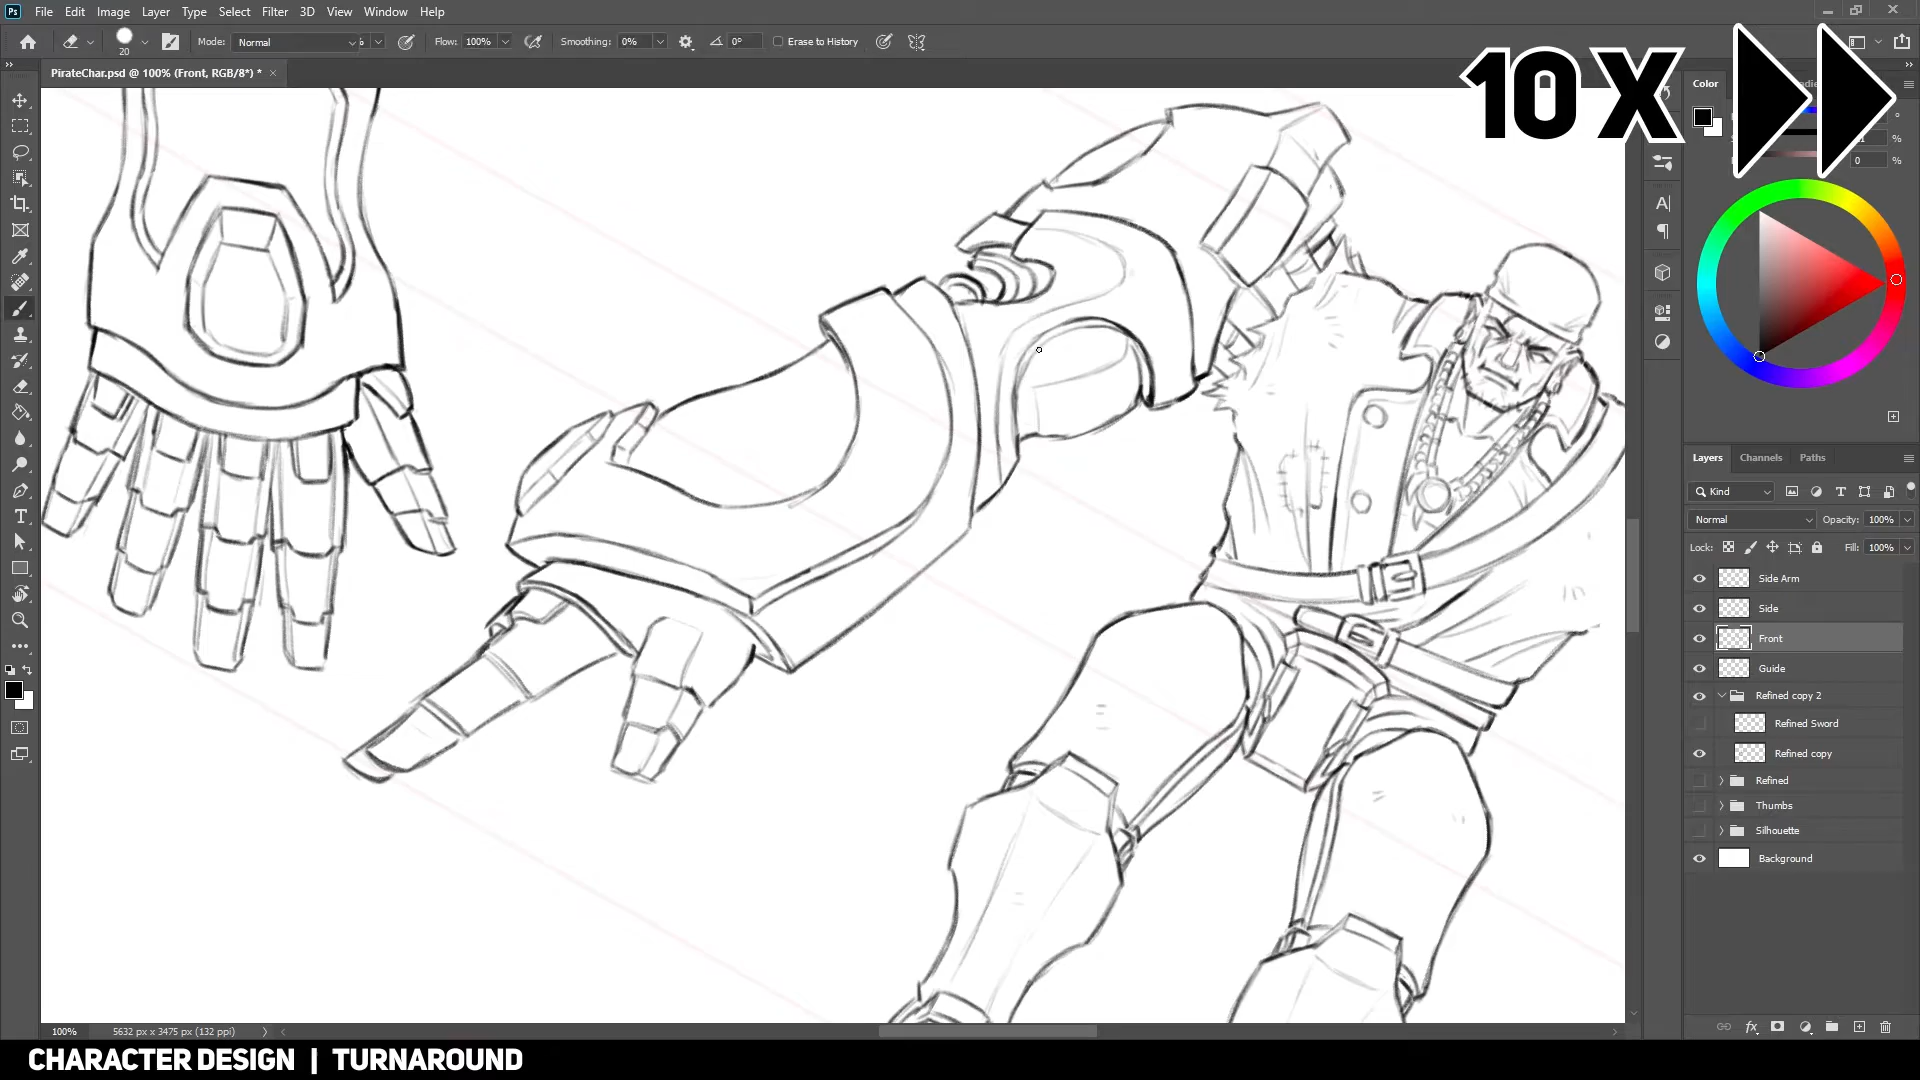 Ps File Edit Image Layer Type Select Filter 3D View Window Help
20 Mode: Normal Flow: 100% Smoothing: 0% 0° Erase to History
10X
PirateChar.psd @ 100% (Front, RGB/8*) * ×
Color
°
%
0 %
Layers Channels Paths
Kind
Normal Opacity: 100%
Lock: Fill: 100%
Side Arm
Side
Front
Guide
Refined copy 2
Refined Sword
Refined copy
Refined
Thumbs
Silhouette
Background
100% 5632 px x 3475 px (132 ppi)
CHARACTER DESIGN | TURNAROUND